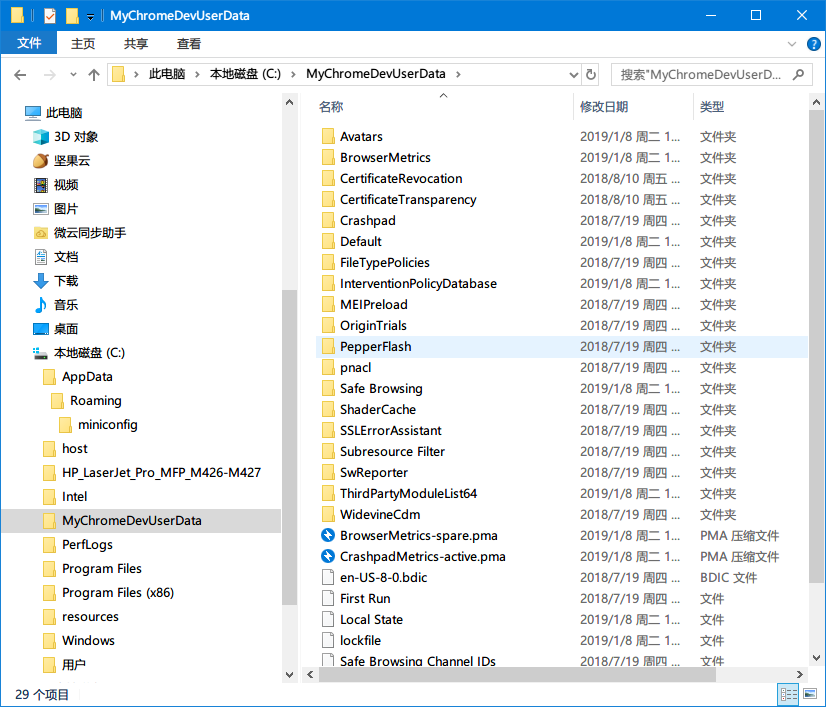 MyChromeDevUserData
文件 主页 共享 查看
此电脑 本地磁盘 (C:) MyChromeDevUserData 搜索"MyChromeDevUserD...
此电脑
3D 对象
坚果云
视频
图片
微云同步助手
文档
下载
音乐
桌面
本地磁盘 (C:)
AppData
Roaming
miniconfig
host
HP_LaserJet_Pro_MFP_M426-M427
Intel
MyChromeDevUserData
PerfLogs
Program Files
Program Files (x86)
resources
Windows
用户
名称 修改日期 类型
Avatars 2019/1/8 周二 1... 文件夹
BrowserMetrics 2019/1/8 周二 1... 文件夹
CertificateRevocation 2018/8/10 周五 ... 文件夹
CertificateTransparency 2018/8/10 周五 ... 文件夹
Crashpad 2018/7/19 周四 ... 文件夹
Default 2019/1/8 周二 1... 文件夹
FileTypePolicies 2018/7/19 周四 ... 文件夹
InterventionPolicyDatabase 2019/1/8 周二 1... 文件夹
MEIPreload 2018/7/19 周四 ... 文件夹
OriginTrials 2018/7/19 周四 ... 文件夹
PepperFlash 2018/7/19 周四 ... 文件夹
pnacl 2018/7/19 周四 ... 文件夹
Safe Browsing 2019/1/8 周二 1... 文件夹
ShaderCache 2018/7/19 周四 ... 文件夹
SSLErrorAssistant 2018/7/19 周四 ... 文件夹
Subresource Filter 2018/7/19 周四 ... 文件夹
SwReporter 2018/7/19 周四 ... 文件夹
ThirdPartyModuleList64 2019/1/8 周二 1... 文件夹
WidevineCdm 2018/7/19 周四 ... 文件夹
BrowserMetrics-spare.pma 2019/1/8 周二 1... PMA 压缩文件
CrashpadMetrics-active.pma 2019/1/8 周二 1... PMA 压缩文件
en-US-8-0.bdic 2018/7/19 周四 ... BDIC 文件
First Run 2018/7/19 周四 ... 文件
Local State 2019/1/8 周二 1... 文件
lockfile 2019/1/8 周二 1... 文件
Safe Browsing Channel IDs 2018/7/19 周四 ... 文件
29 个项目